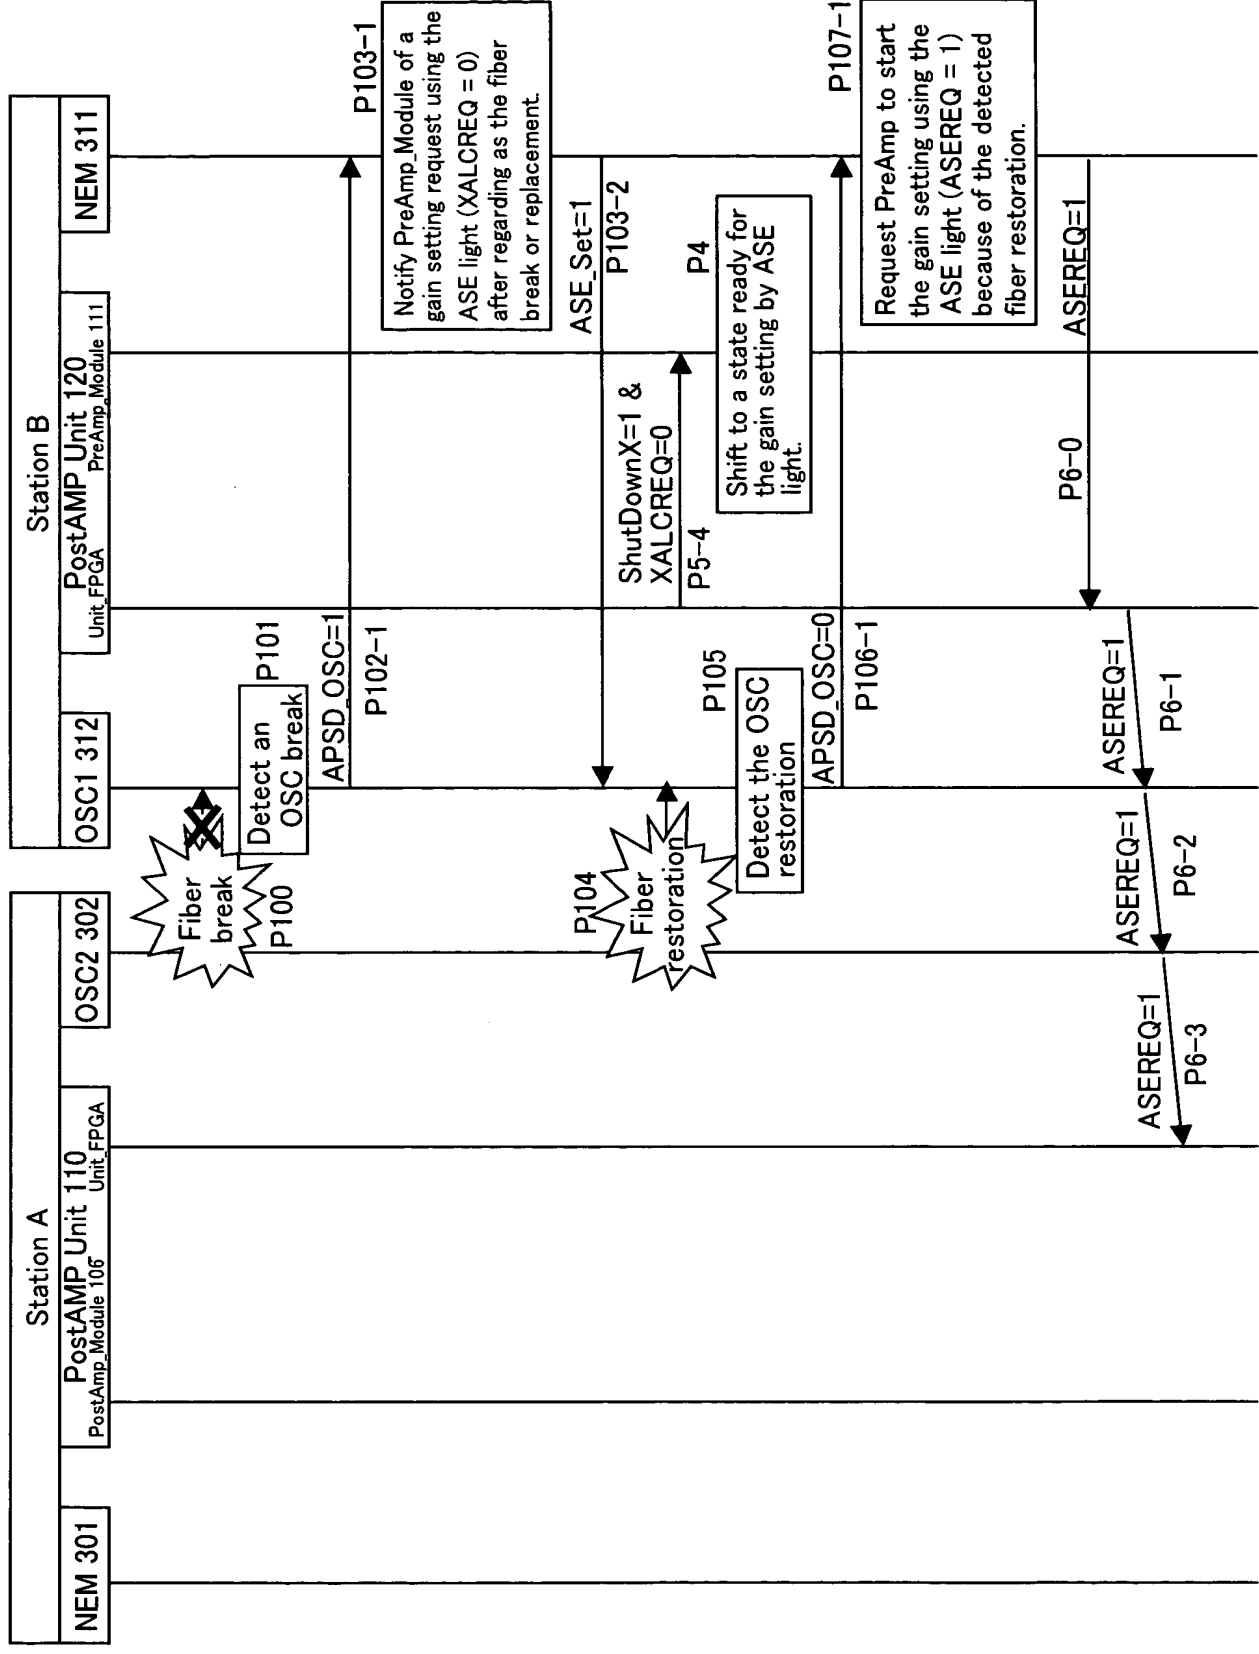 Station A
NEM 301
PostAMP Unit 110
PostAmp_Module 106
Unit_FPGA
OSC2 302
Station B
OSC1 312
PostAMP Unit 120
Unit_FPGA
PreAmp_Module 111
NEM 311
Fiber
break
P100
Detect an
OSC break
P101
APSD_OSC=1
P102-1
P103-1
Notify PreAmp_Module of a
gain setting request using the
ASE light (XALCREQ = 0)
after regarding as the fiber
break or replacement.
ASE_Set=1
P103-2
P104
Fiber
restoration
ShutDownX=1 &
XALCREQ=0
P5-4
P4
Shift to a state ready for
the gain setting by ASE
light.
P105
Detect the OSC
restoration
APSD_OSC=0
P106-1
P107-1
Request PreAmp to start
the gain setting using the
ASE light (ASEREQ = 1)
because of the detected
fiber restoration.
ASEREQ=1
P6-0
ASEREQ=1
P6-1
ASEREQ=1
P6-2
ASEREQ=1
P6-3